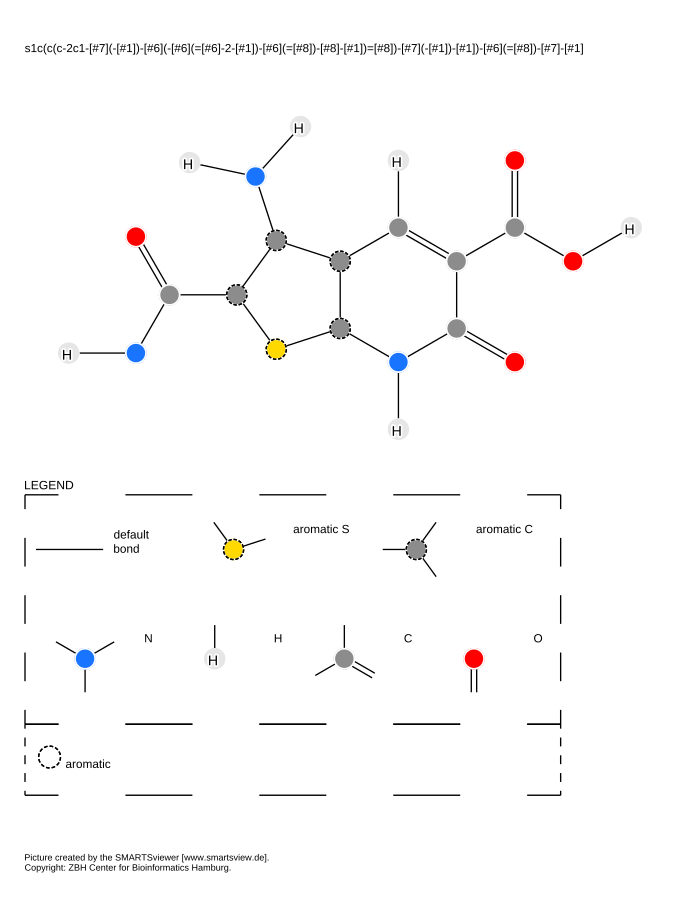 s1c(c(c-2c1-[#7](-[#1])-[#6](-[#6](=[#6]-2-[#1])-[#6](=[#8])-[#8]-[#1])=[#8])-[#7](-[#1])-[#1])-[#6](=[#8])-[#7]-[#1]
H
H
H
H
H
H
LEGEND
default
bond
aromatic S
aromatic C
N
H
H
C
O
aromatic
Picture created by the SMARTSviewer [www.smartsview.de].
Copyright: ZBH Center for Bioinformatics Hamburg.